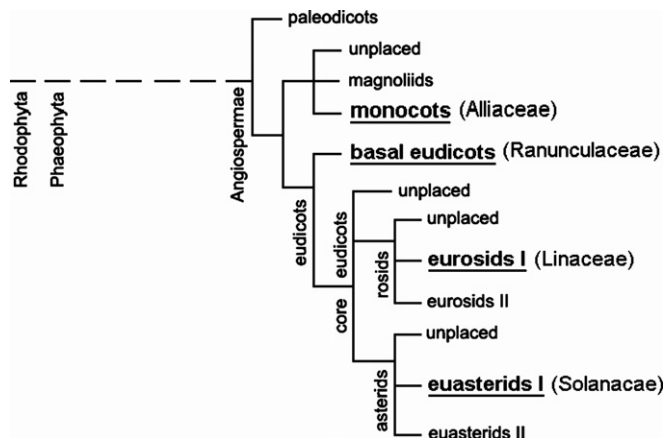 paleodicots
unplaced
magnoliids
monocots (Alliaceae)
basal eudicots (Ranunculaceae)
unplaced
unplaced
eurosids I (Linaceae)
eurosids II
unplaced
euasterids I (Solanacae)
euasterids II
Rhodophyta
Phaeophyta
Angiospermae
eudicots
core eudicots
rosids
asterids